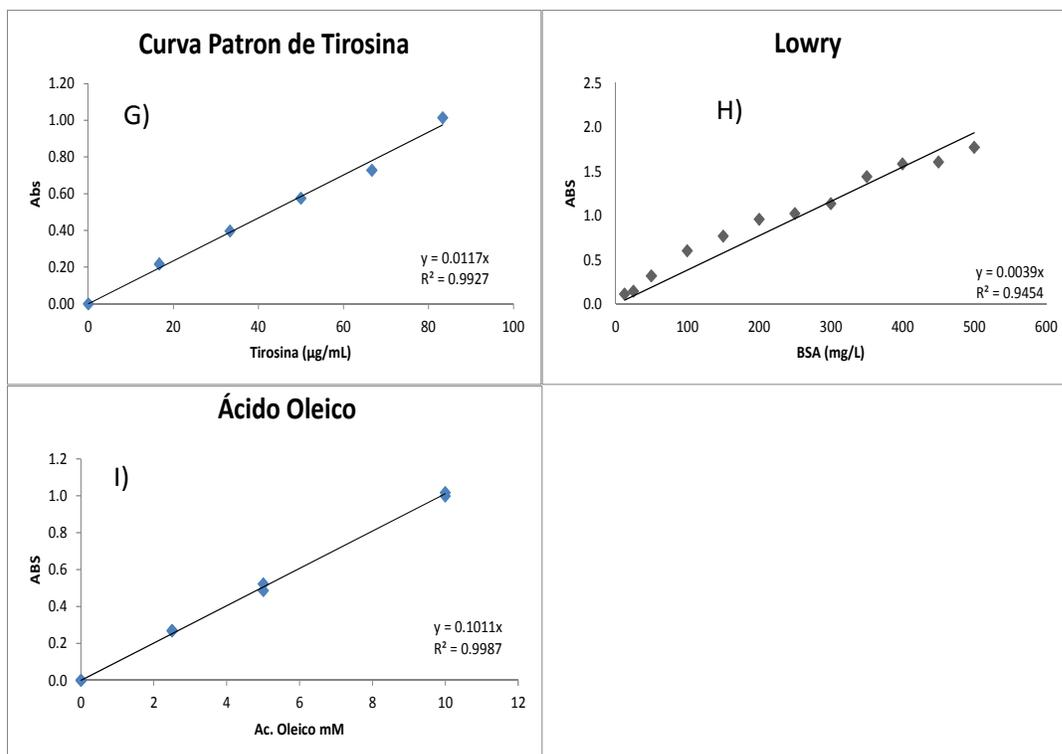 Curva Patron de Tirosina
G)
1.20
1.00
0.80
0.60
0.40
0.20
0.00
Abs
y = 0.0117x
R² = 0.9927
0 20 40 60 80 100
Tirosina (µg/mL)
Lowry
H)
2.5
2.0
1.5
1.0
0.5
0.0
ABS
y = 0.0039x
R² = 0.9454
0 100 200 300 400 500 600
BSA (mg/L)
Ácido Oleico
I)
1.2
1.0
0.8
0.6
0.4
0.2
0.0
ABS
y = 0.1011x
R² = 0.9987
0 2 4 6 8 10 12
Ac. Oleico mM